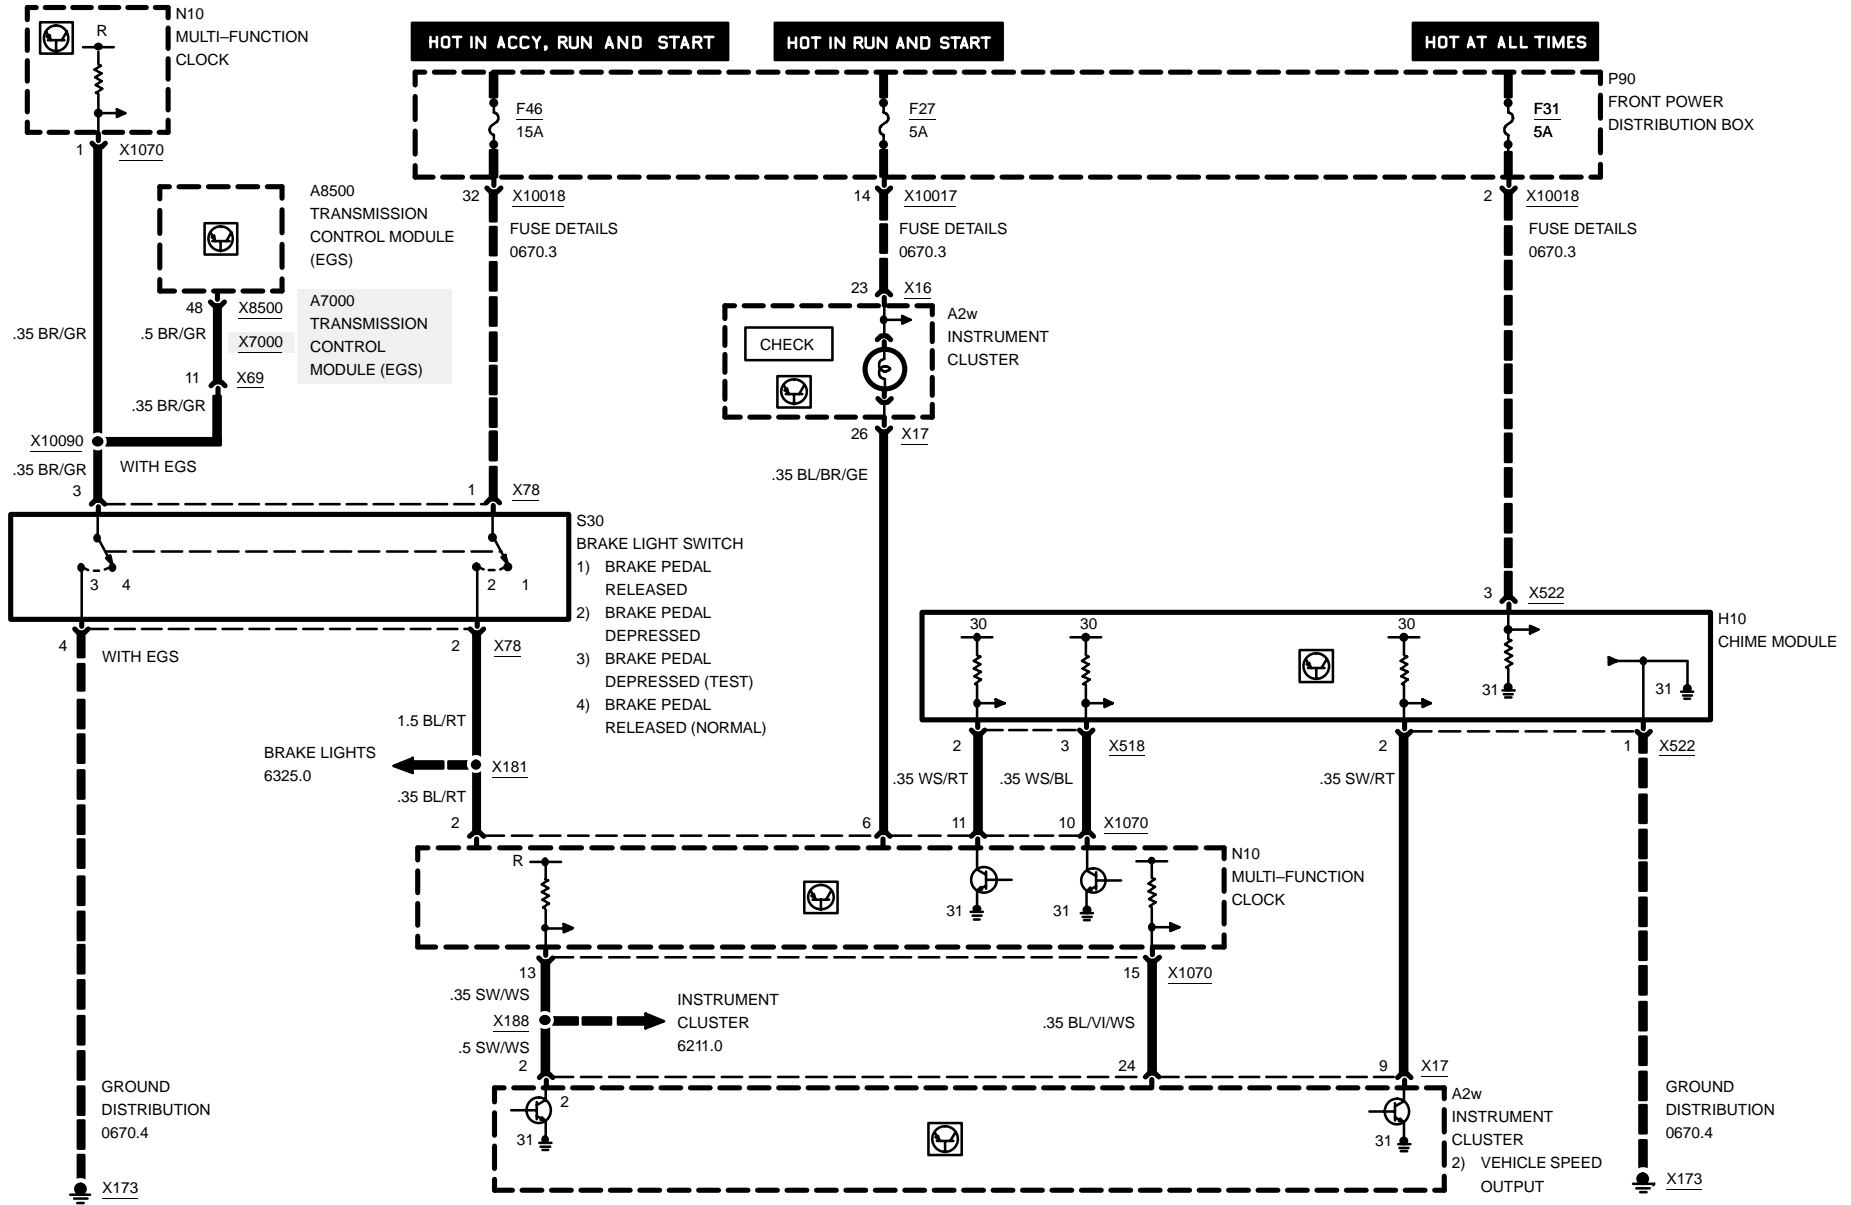 N10
MULTI–FUNCTION
CLOCK
R
1
X1070
HOT IN ACCY, RUN AND START
HOT IN RUN AND START
HOT AT ALL TIMES
P90
FRONT POWER
DISTRIBUTION BOX
F46
15A
F27
5A
F31
5A
32
X10018
14
X10017
2
X10018
FUSE DETAILS
0670.3
FUSE DETAILS
0670.3
FUSE DETAILS
0670.3
A8500
TRANSMISSION
CONTROL MODULE
(EGS)
48
X8500
A7000
TRANSMISSION
CONTROL
MODULE (EGS)
.35 BR/GR
.5 BR/GR
X7000
11
X69
.35 BR/GR
X10090
WITH EGS
.35 BR/GR
3
1
X78
23
X16
A2w
INSTRUMENT
CLUSTER
CHECK
26
X17
.35 BL/BR/GE
S30
BRAKE LIGHT SWITCH
1) BRAKE PEDAL
RELEASED
2) BRAKE PEDAL
DEPRESSED
3) BRAKE PEDAL
DEPRESSED (TEST)
4) BRAKE PEDAL
RELEASED (NORMAL)
3
4
2
1
4
WITH EGS
2
X78
1.5 BL/RT
BRAKE LIGHTS
6325.0
X181
.35 BL/RT
3
X522
H10
CHIME MODULE
30
30
30
31
31
2
3
X518
2
1
X522
.35 WS/RT
.35 WS/BL
.35 SW/RT
2
6
11
10
X1070
N10
MULTI–FUNCTION
CLOCK
R
31
31
13
15
X1070
.35 SW/WS
X188
.5 SW/WS
INSTRUMENT
CLUSTER
6211.0
.35 BL/VI/WS
2
24
9
X17
A2w
INSTRUMENT
CLUSTER
2) VEHICLE SPEED
OUTPUT
2
31
31
GROUND
DISTRIBUTION
0670.4
X173
GROUND
DISTRIBUTION
0670.4
X173